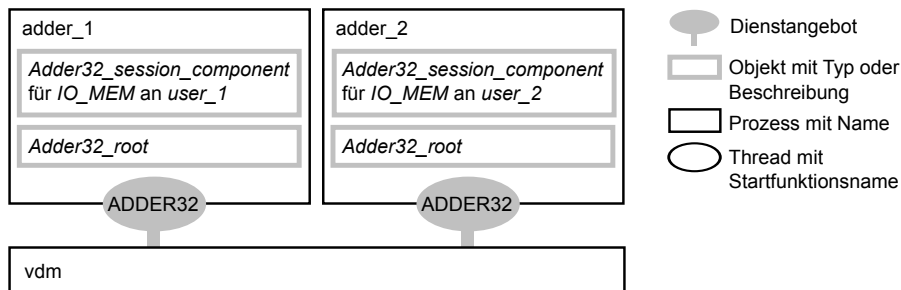 adder_1
Adder32_session_component
für IO_MEM an user_1
Adder32_root
ADDER32
adder_2
Adder32_session_component
für IO_MEM an user_2
Adder32_root
ADDER32
vdm
Dienstangebot
Objekt mit Typ oder
Beschreibung
Prozess mit Name
Thread mit
Startfunktionsname